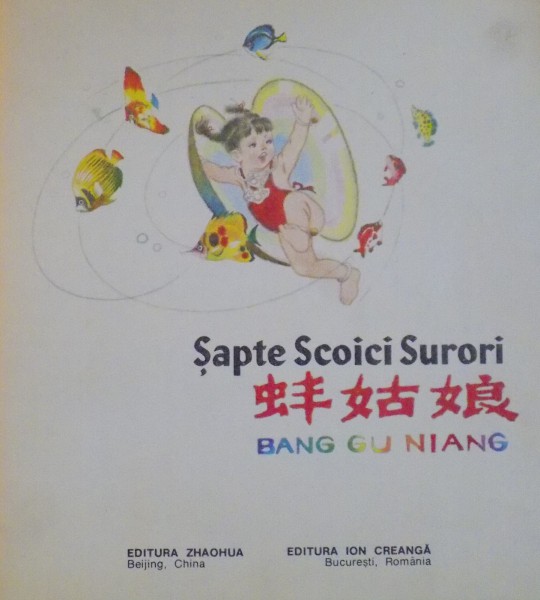 Șapte Scoici Surori
蚌姑娘
BANG GU NIANG
EDITURA ZHAOHUA
Beijing, China
EDITURA ION CREANGĂ
București, România